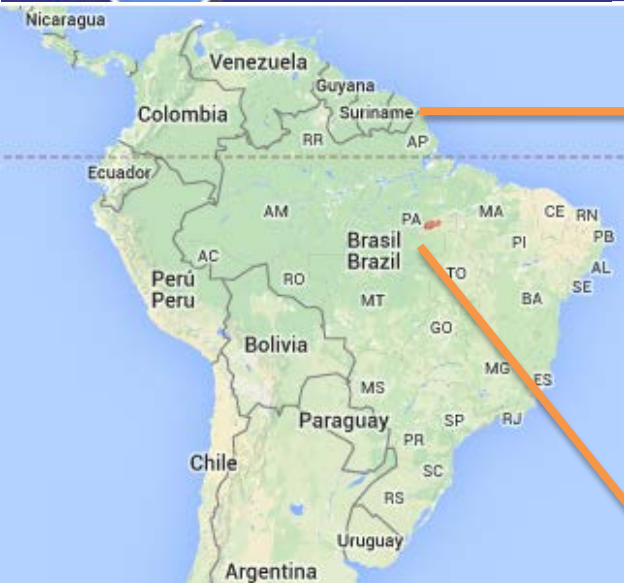 Nicaragua
Venezuela
Guyana
Colombia
Suriname
RR
AP
Ecuador
AM
PA
MA
CE
RN
PI
PB
Brasil
Brazil
AC
TO
AL
RO
SE
Perú
Peru
MT
BA
GO
Bolivia
MG
ES
MS
Paraguay
SP
RJ
PR
Chile
SC
RS
Uruguay
Argentina